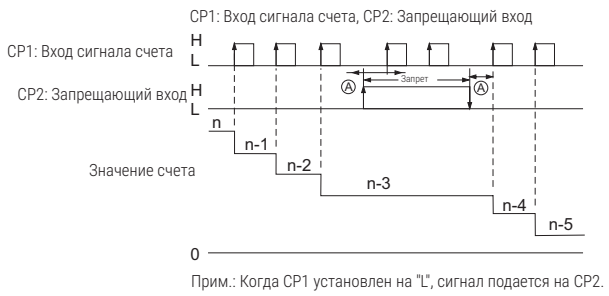 CP1: Вход сигнала счета, CP2: Запрещающий вход
CP1: Вход сигнала счета
H
L
Запрет
A
A
CP2: Запрещающий вход
H
L
n
n-1
n-2
n-3
n-4
n-5
Значение счета
0
Прим.: Когда CP1 установлен на "L", сигнал подается на CP2.